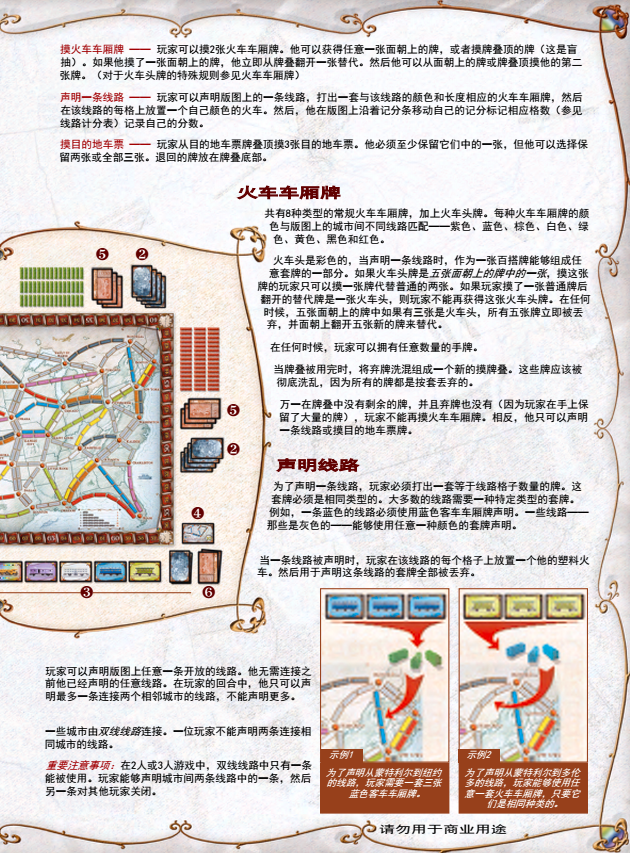 摸火车车厢牌 —— 玩家可以摸2张火车车厢牌。他可以获得任意一张面朝上的牌，或者摸牌叠顶的牌（这是盲
抽）。如果他摸了一张面朝上的牌，他立即从牌叠翻开一张替代。然后他可以从面朝上的牌或牌叠顶摸他的第二
张牌。（对于火车头牌的特殊规则参见火车车厢牌）
声明一条线路 —— 玩家可以声明版图上的一条线路，打出一套与该线路的颜色和长度相应的火车车厢牌，然后
在该线路的每格上放置一个自己颜色的火车。然后，他在版图上沿着记分条移动自己的记分标记相应格数（参见
线路计分表）记录自己的分数。
摸目的地车票 —— 玩家从目的地车票牌叠顶摸3张目的地车票。他必须至少保留它们中的一张，但他可以选择保
留两张或全部三张。退回的牌放在牌叠底部。
火车车厢牌
共有8种类型的常规火车车厢牌，加上火车头牌。每种火车车厢牌的颜
色与版图上的城市间不同线路匹配——紫色、蓝色、棕色、白色、绿
色、黄色、黑色和红色。
火车头是彩色的，当声明一条线路时，作为一张百搭牌能够组成任
意套牌的一部分。如果火车头牌是五张面朝上的牌中的一张，摸这张
牌的玩家只可以摸一张牌代替普通的两张。如果玩家摸了一张普通牌后
翻开的替代牌是一张火车头，则玩家不能再获得这张火车头牌。在任何
时候，五张面朝上的牌中如果有三张是火车头，所有五张牌立即被丢
弃，并面朝上翻开五张新的牌来替代。
在任何时候，玩家可以拥有任意数量的手牌。
当牌叠被用完时，将弃牌洗混组成一个新的摸牌叠。这些牌应该被
彻底洗乱，因为所有的牌都是按套丢弃的。
万一在牌叠中没有剩余的牌，并且弃牌也没有（因为玩家在手上保
留了大量的牌），玩家不能再摸火车车厢牌。相反，他只可以声明
一条线路或摸目的地车票牌。
声明线路
为了声明一条线路，玩家必须打出一套等于线路格子数量的牌。这
套牌必须是相同类型的。大多数的线路需要一种特定类型的套牌。
例如，一条蓝色的线路必须使用蓝色客车车厢牌声明。一些线路——
那些是灰色的——能够使用任意一种颜色的套牌声明。
当一条线路被声明时，玩家在该线路的每个格子上放置一个他的塑料火
车。然后用于声明这条线路的套牌全部被丢弃。
5
2
5
2
4
3
6
玩家可以声明版图上任意一条开放的线路。他无需连接之
前他已经声明的任意线路。在玩家的回合中，他只可以声
明最多一条连接两个相邻城市的线路，不能声明更多。
一些城市由双线线路连接。一位玩家不能声明两条连接相
同城市的线路。
重要注意事项：在2人或3人游戏中，双线线路中只有一条
能被使用。玩家能够声明城市间两条线路中的一条，然后
另一条对其他玩家关闭。
示例1
为了声明从蒙特利尔到纽约
的线路，玩家需要一套三张
蓝色客车车厢牌。
示例2
为了声明从蒙特利尔到多伦
多的线路，玩家能够使用任
意一套火车车厢牌，只要它
们是相同种类的。
请勿用于商业用途